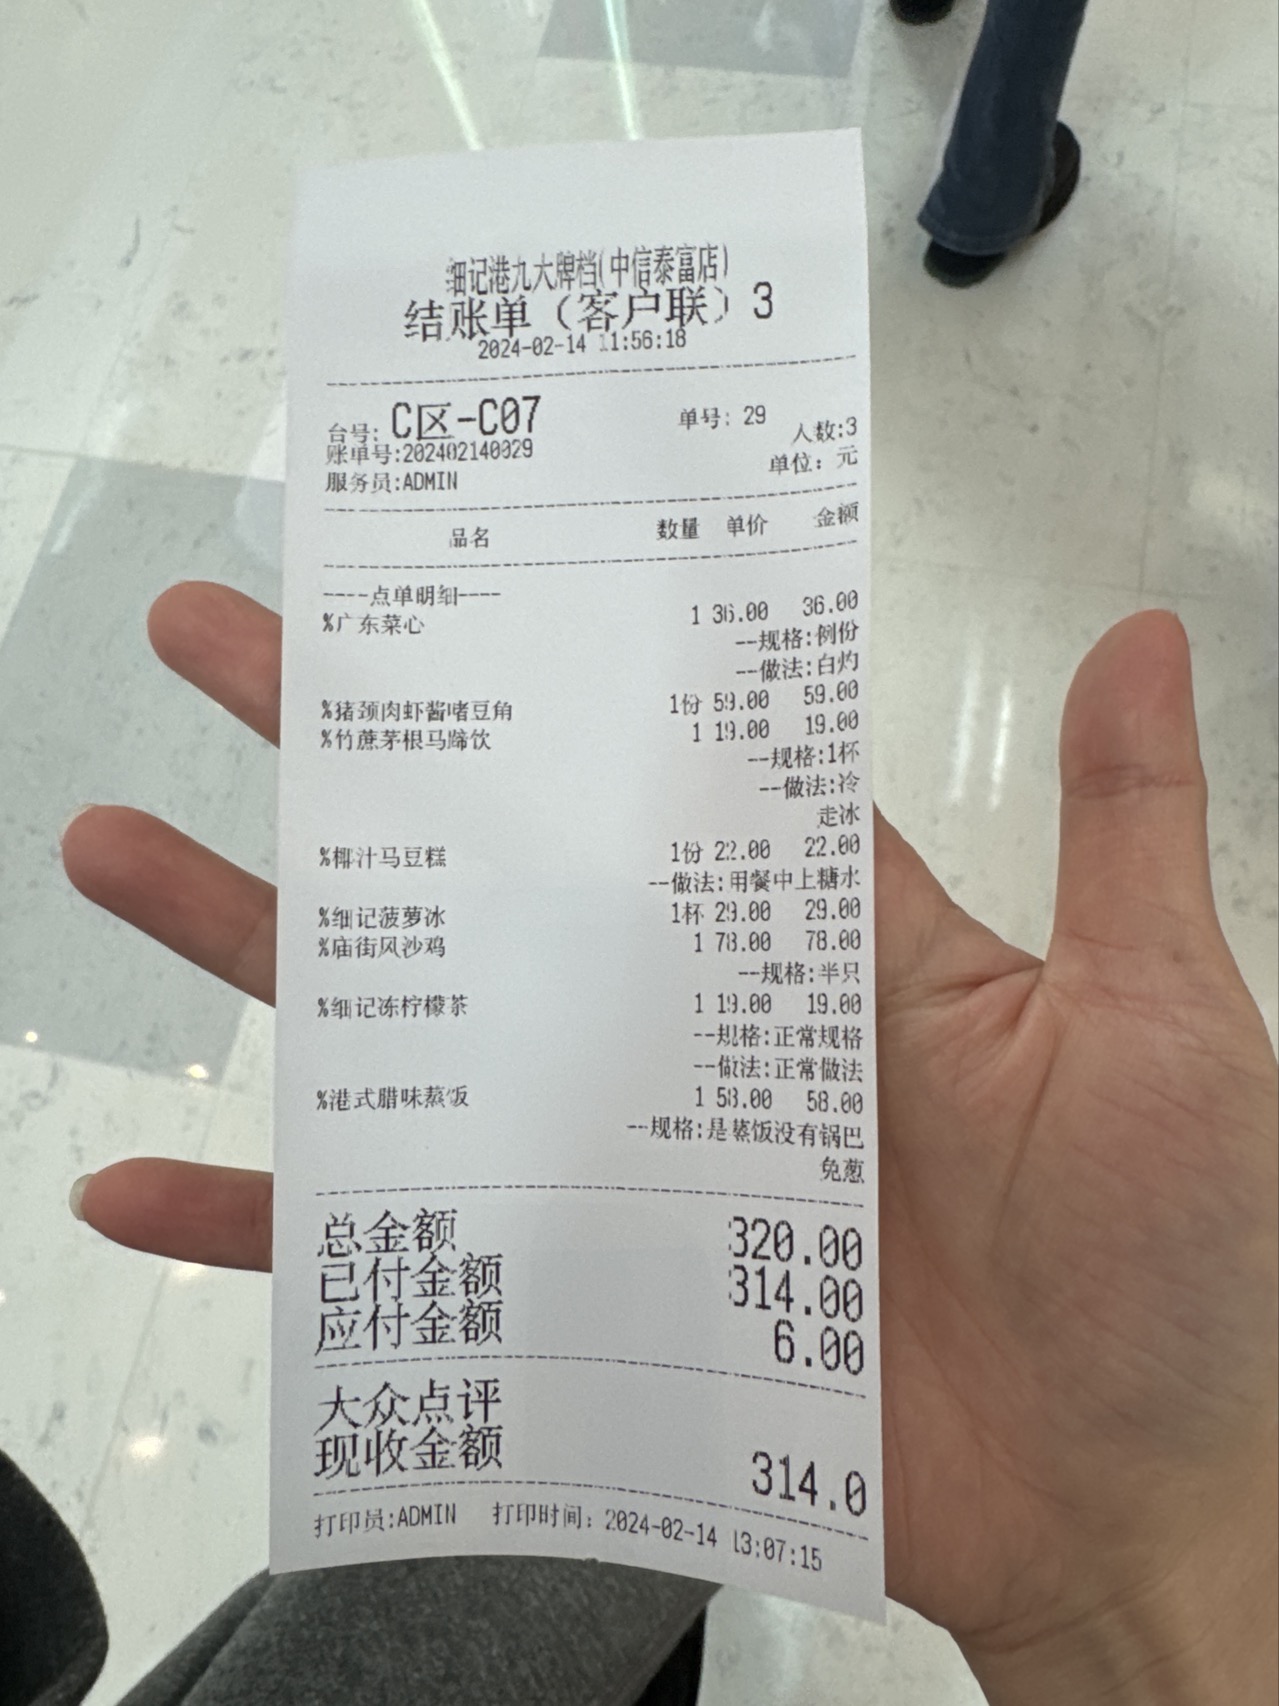 细记港九大牌档(中信泰富店)
结账单（客户联）3
2024-02-14 11:56:18
台号: C区-C07 单号: 29
账单号:202402140029 人数:3
服务员:ADMIN 单位: 元
品名 数量 单价 金额
----点单明细----
%广东菜心 1 36.00 36.00
--规格:例份
--做法:白灼
%猪颈肉虾酱啫豆角 1份 59.00 59.00
%竹蔗茅根马蹄饮 1 19.00 19.00
--规格:1杯
--做法:冷
走冰
%椰汁马豆糕 1份 22.00 22.00
--做法:用餐中上糖水
%细记菠萝冰 1杯 29.00 29.00
%庙街风沙鸡 1 78.00 78.00
--规格:半只
%细记冻柠檬茶 1 19.00 19.00
--规格:正常规格
--做法:正常做法
%港式腊味蒸饭 1 58.00 58.00
--规格:是蒸饭没有锅巴
免葱
总金额 320.00
已付金额 314.00
应付金额 6.00
大众点评
现收金额 314.0
打印员:ADMIN 打印时间: 2024-02-14 13:07:15